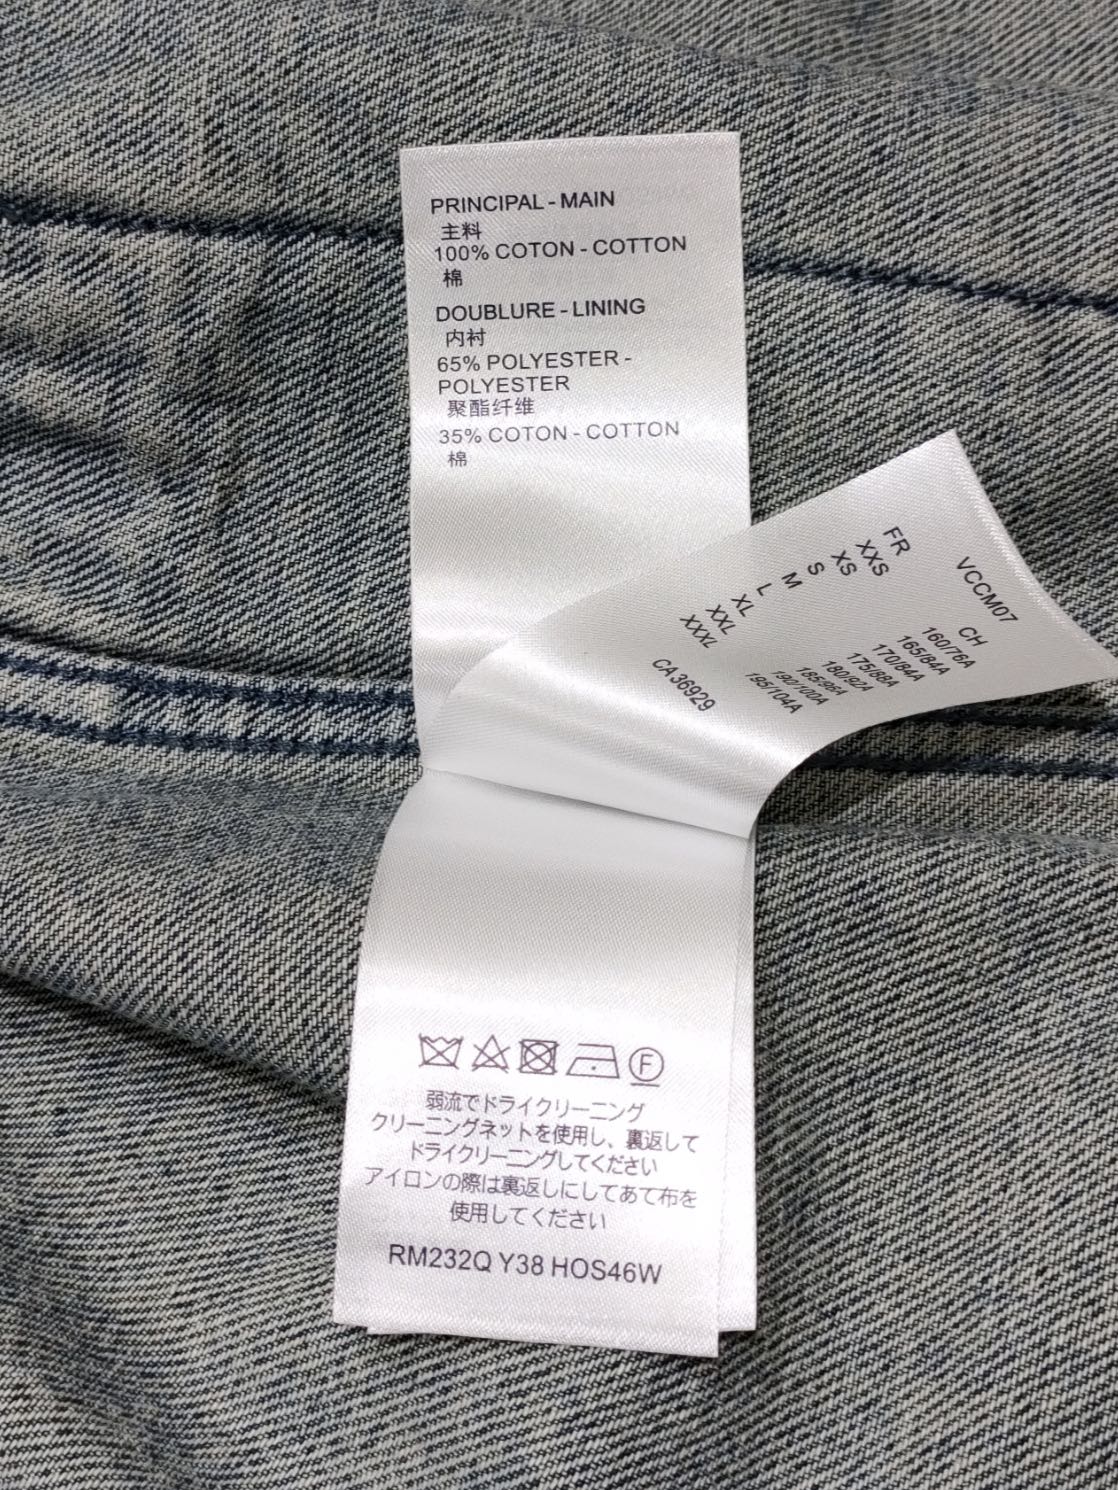 PRINCIPAL - MAIN
主料
100% COTON - COTTON
棉
DOUBLURE - LINING
内衬
65% POLYESTER -
POLYESTER
聚酯纤维
35% COTON - COTTON
棉
VCCM07
FR CH
XXS 160/76A
XS 165/84A
S 170/84A
M 175/88A
L 180/92A
XL 185/96A
XXL 190/100A
XXXL 195/104A
CA 36929
F
弱流でドライクリーニング
クリーニングネットを使用し、裏返して
ドライクリーニングしてください
アイロンの際は裏返しにしてあて布を
使用してください
RM232Q Y38 HOS46W